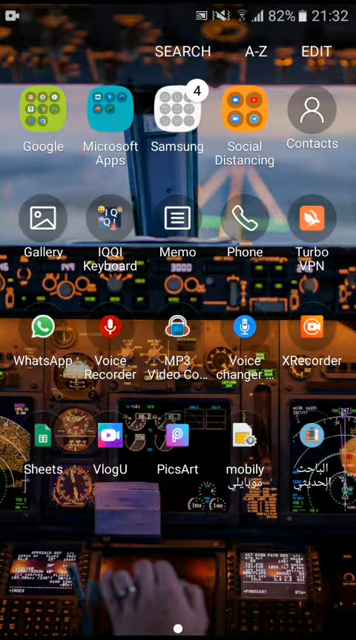 82% 21:32
SEARCH A-Z EDIT
4
Google Microsoft Apps Samsung Social Distancing Contacts
Gallery IQQI Keyboard Memo Phone Turbo VPN
WhatsApp Voice Recorder MP3 Video Co... Voice changer ... XRecorder
Sheets VlogU PicsArt mobily موبايلي الباحث الحديثي